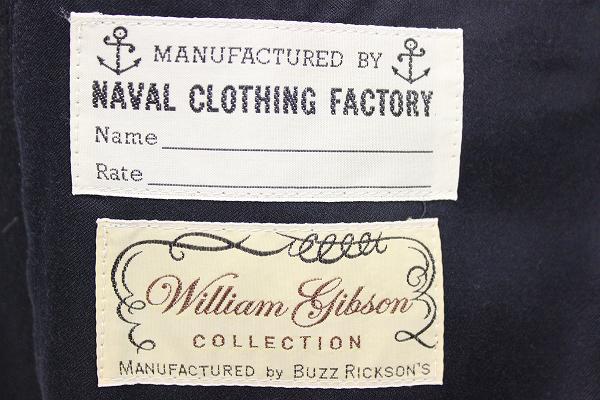 MANUFACTURED BY
NAVAL CLOTHING FACTORY
Name
Rate
William Gibson
COLLECTION
MANUFACTURED by BUZZ RICKSON'S